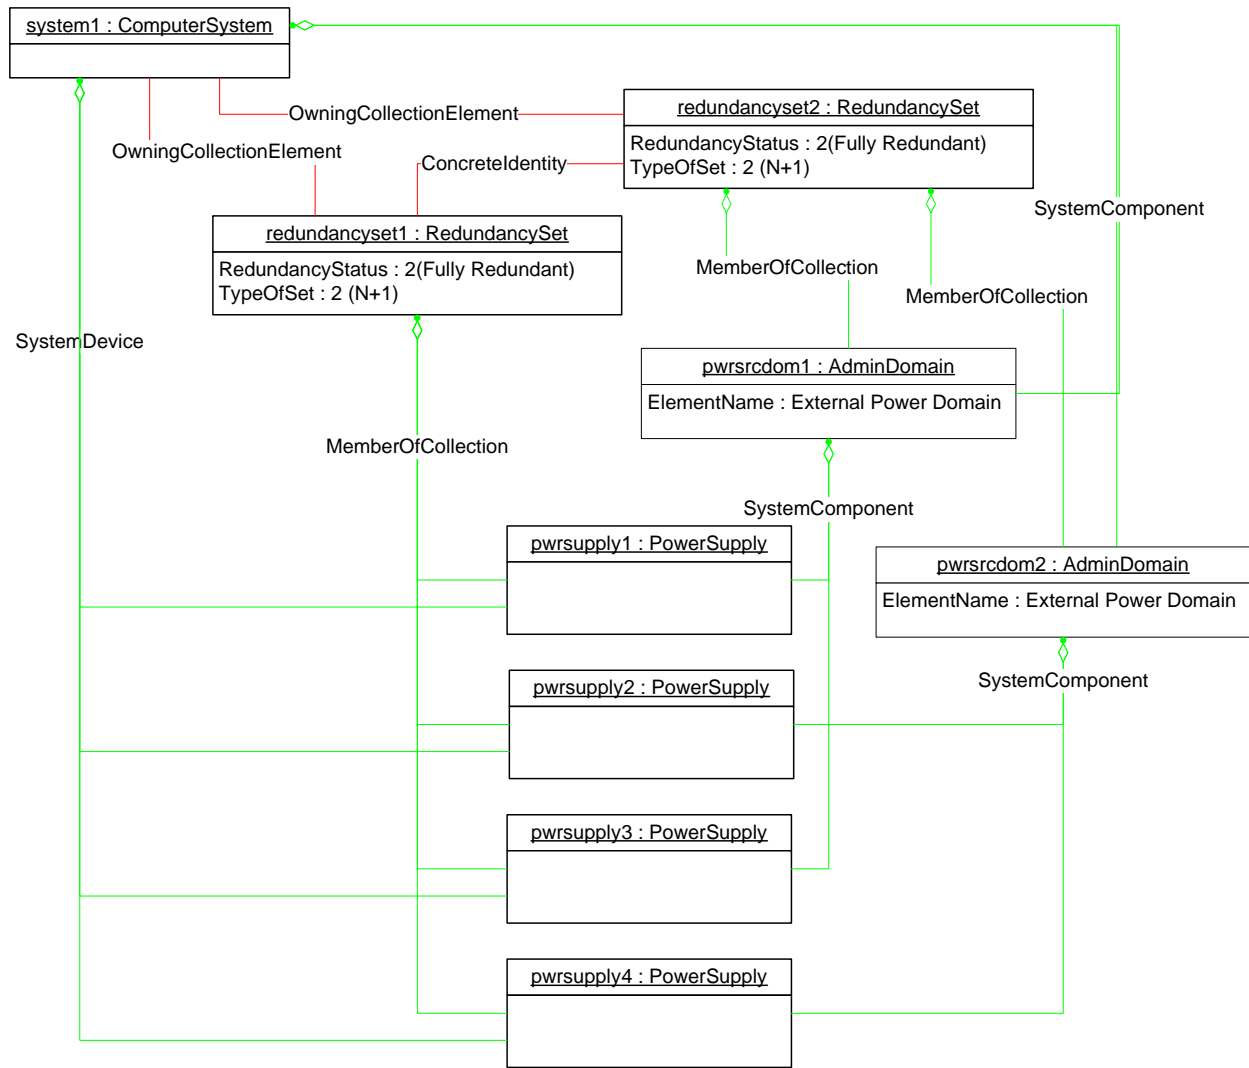 system1 : ComputerSystem
OwningCollectionElement
redundancyset2 : RedundancySet
RedundancyStatus : 2(Fully Redundant)
TypeOfSet : 2 (N+1)
OwningCollectionElement
ConcreteIdentity
SystemComponent
redundancyset1 : RedundancySet
RedundancyStatus : 2(Fully Redundant)
TypeOfSet : 2 (N+1)
MemberOfCollection
MemberOfCollection
SystemDevice
pwrsrcdom1 : AdminDomain
ElementName : External Power Domain
MemberOfCollection
SystemComponent
pwrsupply1 : PowerSupply
pwrsrcdom2 : AdminDomain
ElementName : External Power Domain
pwrsupply2 : PowerSupply
SystemComponent
pwrsupply3 : PowerSupply
pwrsupply4 : PowerSupply